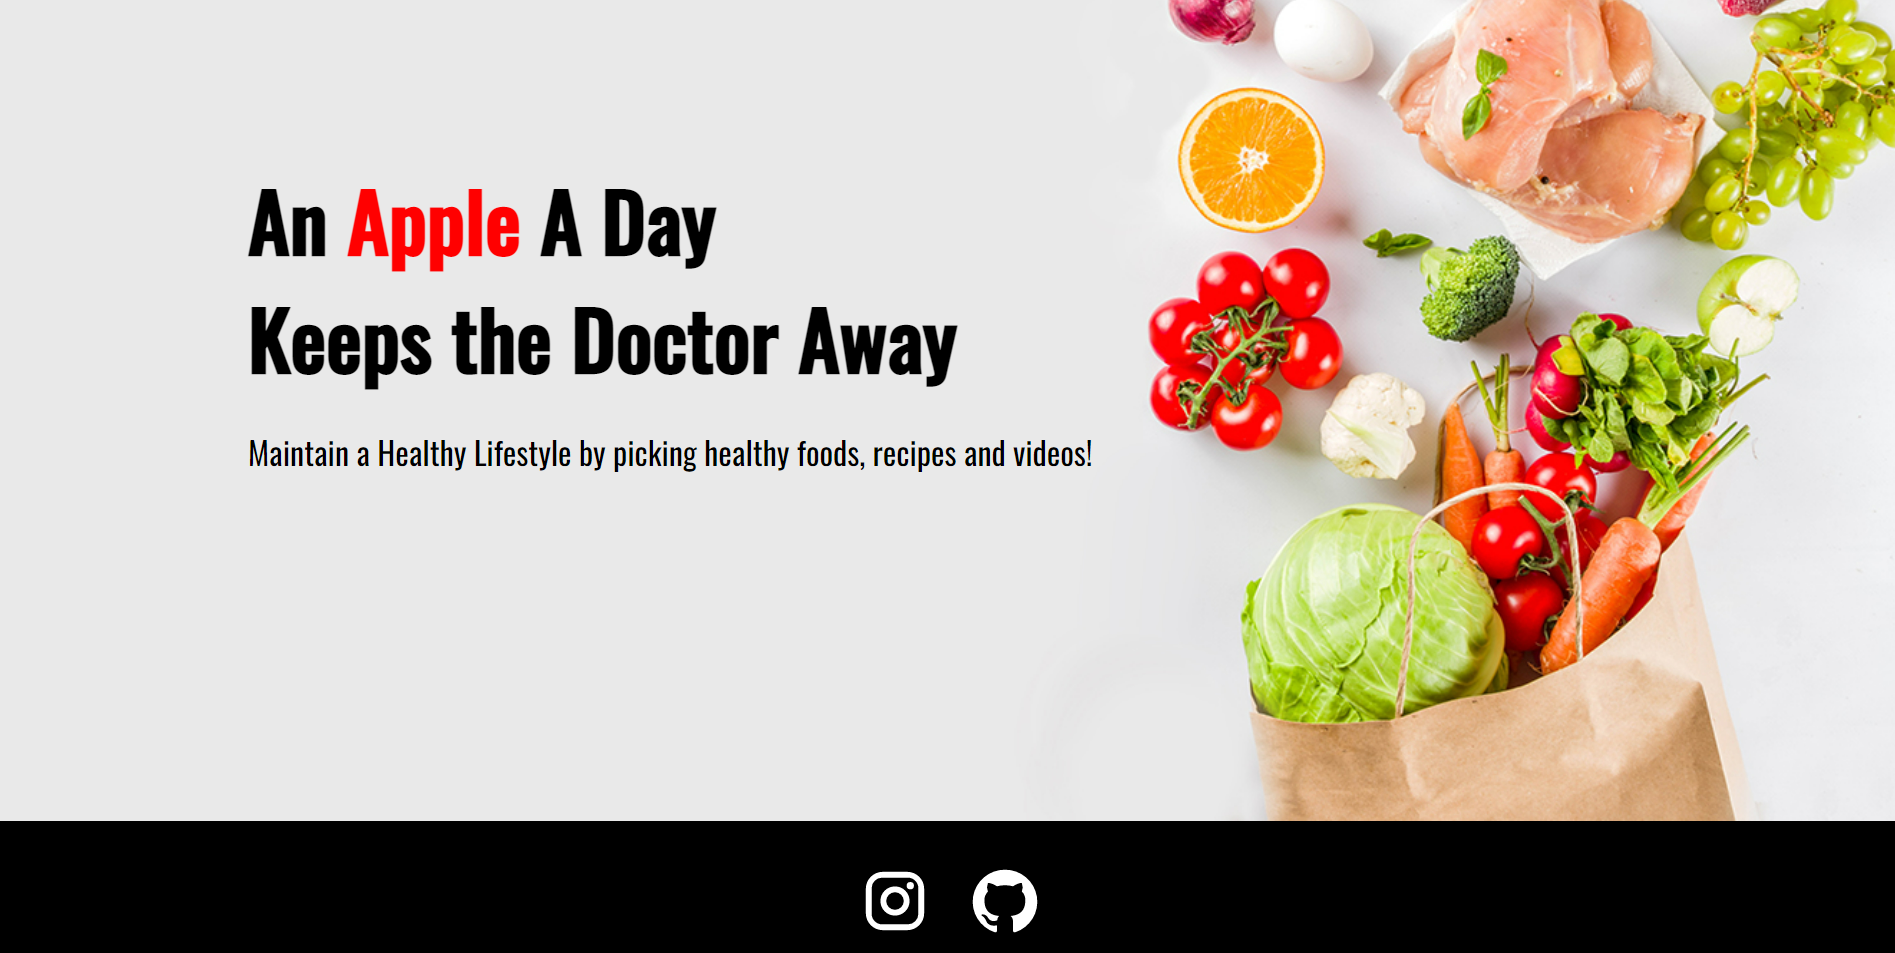 An Apple A Day
Keeps the Doctor Away
Maintain a Healthy Lifestyle by picking healthy foods, recipes and videos!